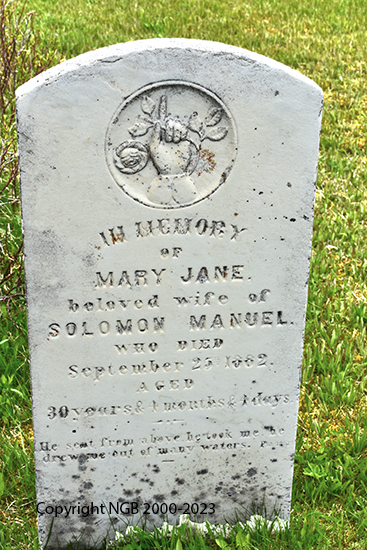 IN MEMORY
OF
MARY JANE.
beloved wife of
SOLOMON MANUEL.
WHO DIED
September 25, 1882.
AGED
30 years & 4 months & 4 days.
He sent from above he took me he
drew me out of many waters.
Copyright NGB 2000-2023